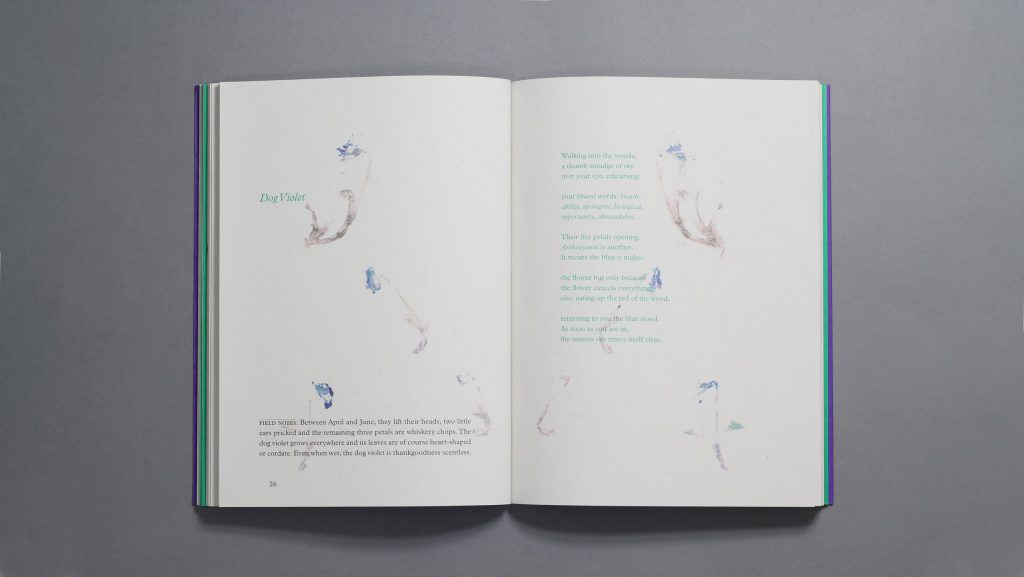 Dog Violet
FIELD NOTES: Between April and June, they lift their heads, two little
ears pricked and the remaining three petals are whiskery chops. The
dog violet grows everywhere and its leaves are of course heart-shaped
or cordate. Even when wet, the dog violet is thankgoodness scentless.
26
Walking into the woods,
a thumb smudge of sky
over your eye, rehearsing
your bluest words: breath-
ability, apologetic, biological,
opportunity, abracadabra.
Their five petals opening.
Anthocyanin is another.
It means the blue it makes
the flower but only because
the flower cancels everything
else, eating up the red of the wood,
returning to you the blue wood.
As soon as you are in,
the unseen sky rinses itself clear.